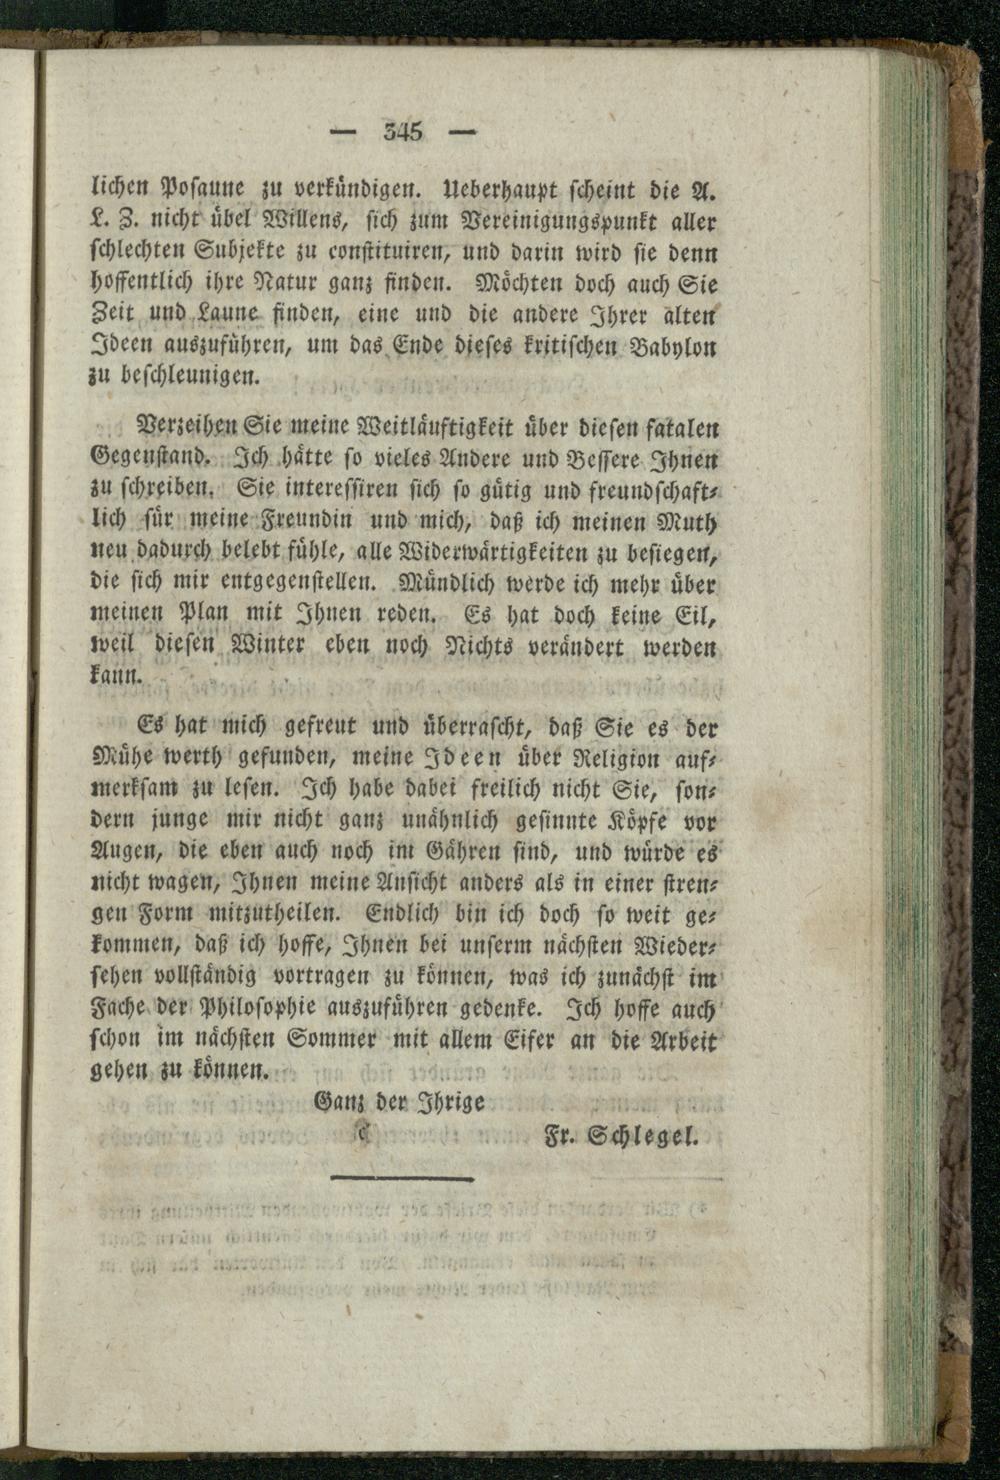 — 345 —
lichen Posaune zu verkündigen. Ueberhaupt scheint die A.
L. Z. nicht übel Willens, sich zum Vereinigungspunkt aller
schlechten Subjekte zu constituiren, und darin wird sie denn
hoffentlich ihre Natur ganz finden. Möchten doch auch Sie
Zeit und Laune finden, eine und die andere Ihrer alten
Ideen auszuführen, um das Ende dieses kritischen Babylon
zu beschleunigen.
Verzeihen Sie meine Weitläuftigkeit über diesen fatalen
Gegenstand. Ich hätte so vieles Andere und Bessere Ihnen
zu schreiben. Sie interessiren sich so gütig und freundschaft⸗
lich für meine Freundin und mich, daß ich meinen Muth
neu dadurch belebt fühle, alle Widerwärtigkeiten zu besiegen,
die sich mir entgegenstellen. Mündlich werde ich mehr über
meinen Plan mit Ihnen reden. Es hat doch keine Eil,
weil diesen Winter eben noch Nichts verändert werden
kann.
Es hat mich gefreut und überrascht, daß Sie es der
Mühe werth gefunden, meine Ideen über Religion auf⸗
merksam zu lesen. Ich habe dabei freilich nicht Sie, son⸗
dern junge mir nicht ganz unähnlich gesinnte Köpfe vor
Augen, die eben auch noch im Gähren sind, und würde es
nicht wagen, Ihnen meine Ansicht anders als in einer stren⸗
gen Form mitzutheilen. Endlich bin ich doch so weit ge⸗
kommen, daß ich hoffe, Ihnen bei unserm nächsten Wieder⸗
sehen vollständig vortragen zu können, was ich zunächst im
Fache der Philosophie auszuführen gedenke. Ich hoffe auch
schon im nächsten Sommer mit allem Eifer an die Arbeit
gehen zu können.
Ganz der Ihrige
Fr. Schlegel.